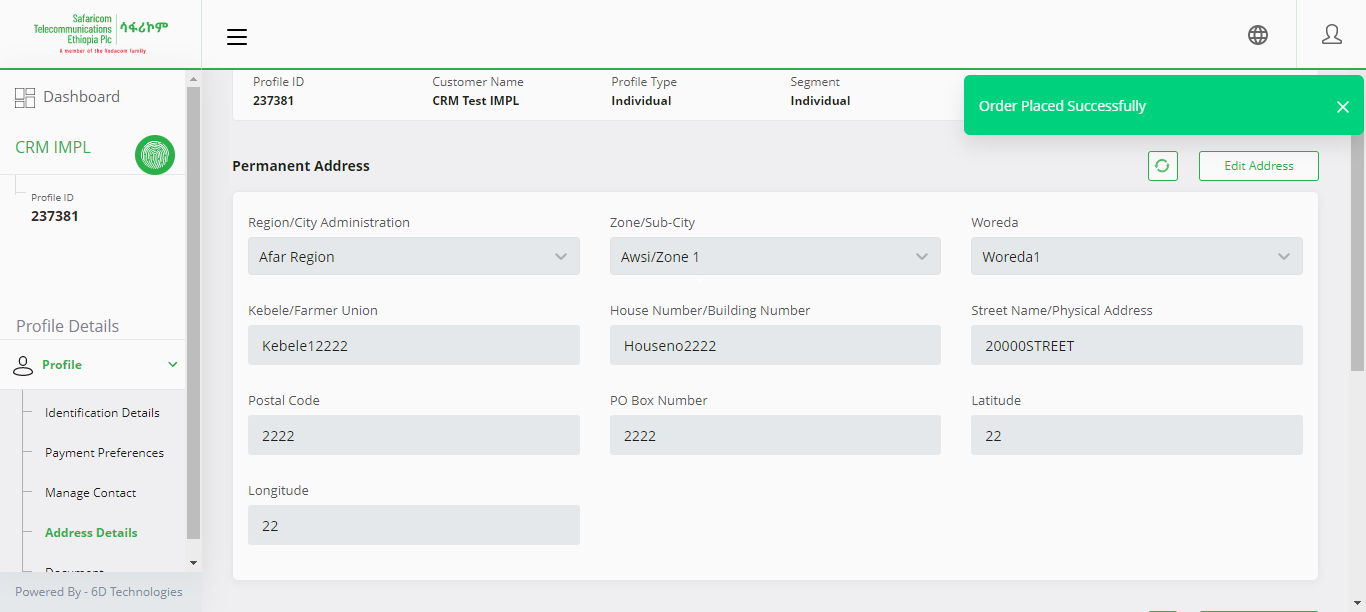 Safaricom
Telecommunications
Ethiopia Plc
ሳፋሪኮም
A member of the Vodacom family
Dashboard
CRM IMPL
Profile ID
237381
Profile Details
Profile
Identification Details
Payment Preferences
Manage Contact
Address Details
Document
Powered By - 6D Technologies
Profile ID
237381
Customer Name
CRM Test IMPL
Profile Type
Individual
Segment
Individual
Order Placed Successfully
Permanent Address
Edit Address
Region/City Administration
Afar Region
Zone/Sub-City
Awsi/Zone 1
Woreda
Woreda1
Kebele/Farmer Union
Kebele12222
House Number/Building Number
Houseno2222
Street Name/Physical Address
20000STREET
Postal Code
2222
PO Box Number
2222
Latitude
22
Longitude
22